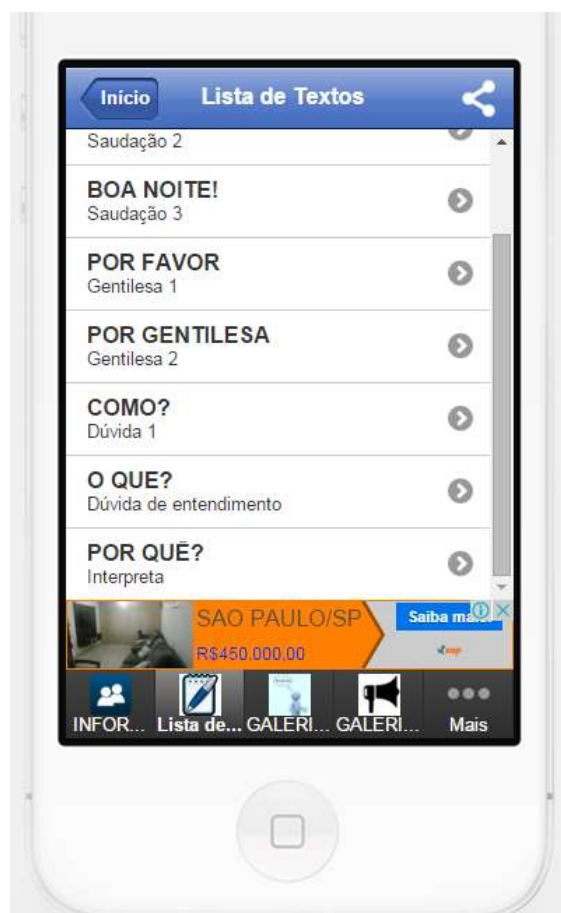 Início
Lista de Textos
Saudação 2
BOA NOITE!
Saudação 3
POR FAVOR
Gentilesa 1
POR GENTILESA
Gentilesa 2
COMO?
Dúvida 1
O QUE?
Dúvida de entendimento
POR QUÊ?
Interpreta
SAO PAULO/SP
R$450.000,00
Saiba mais
INFOR... Lista de... GALERI... GALERI... Mais